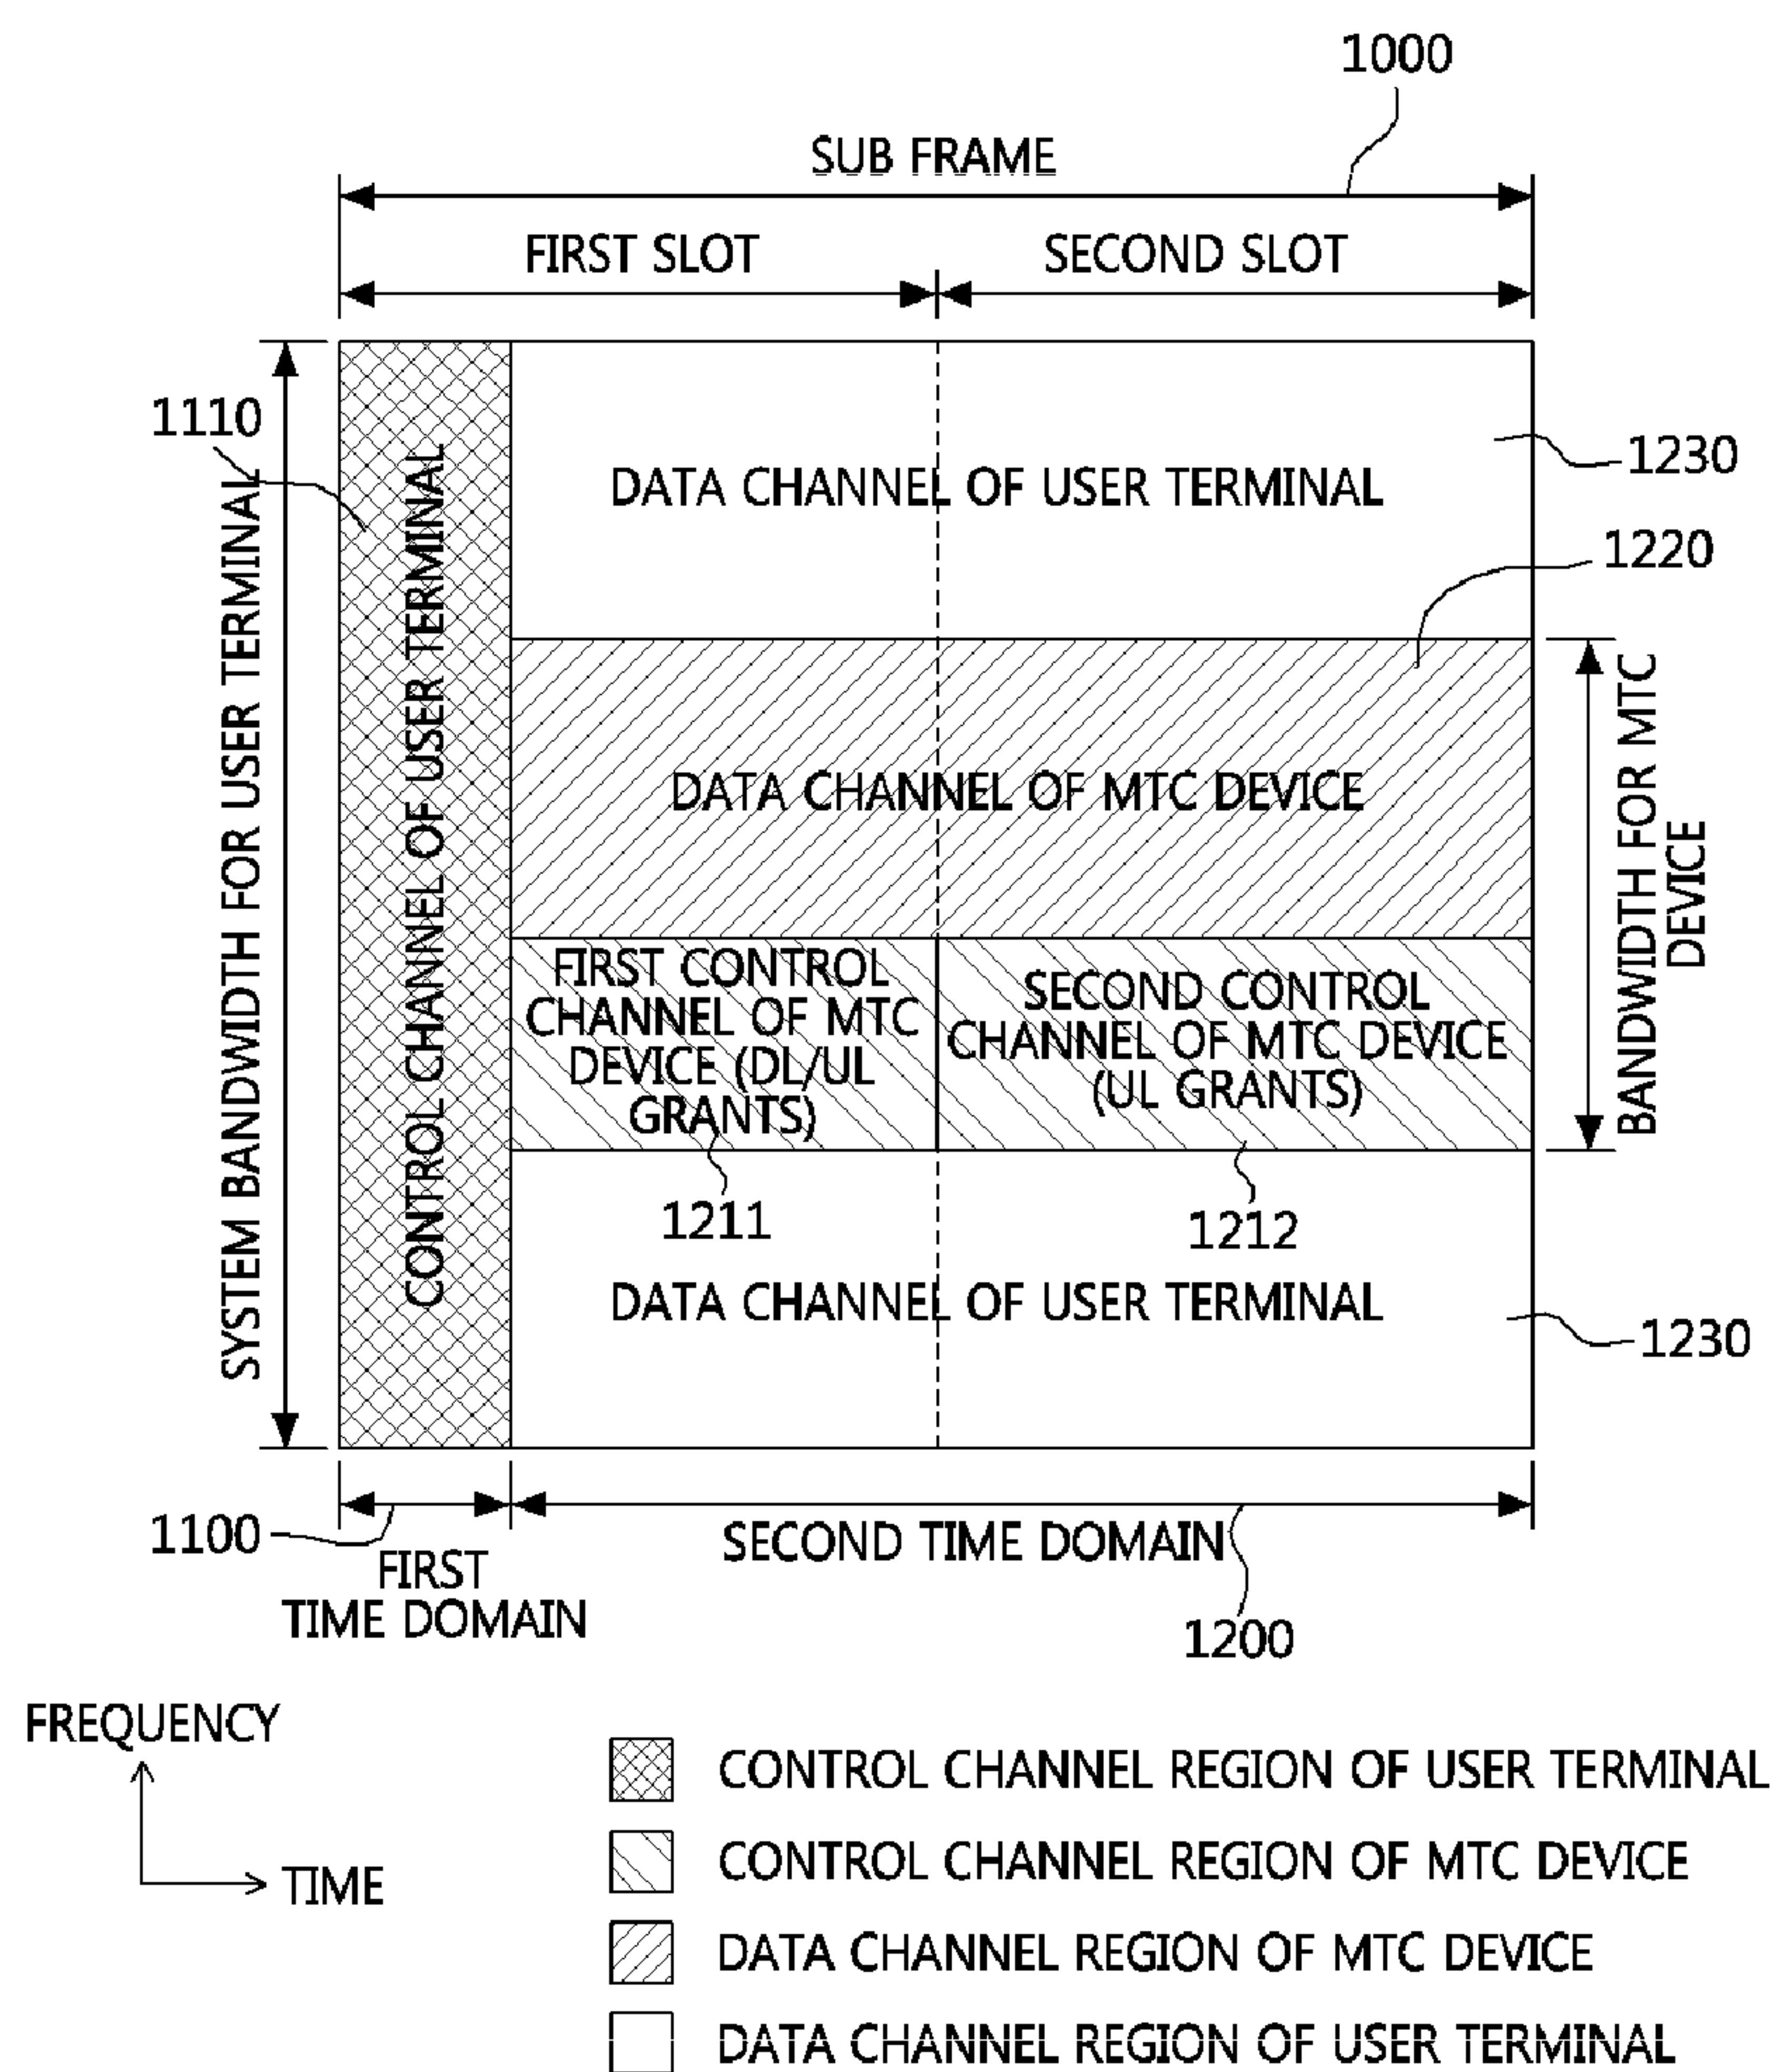 1000
SUB FRAME
FIRST SLOT
SECOND SLOT
1110
SYSTEM BANDWIDTH FOR USER TERMINAL
CONTROL CHANNEL OF USER TERMINAL
DATA CHANNEL OF USER TERMINAL
1230
1220
DATA CHANNEL OF MTC DEVICE
BANDWIDTH FOR MTC
DEVICE
FIRST CONTROL
CHANNEL OF MTC
DEVICE (DL/UL
GRANTS)
SECOND CONTROL
CHANNEL OF MTC DEVICE
(UL GRANTS)
1211
1212
DATA CHANNEL OF USER TERMINAL
1230
1100
FIRST
TIME DOMAIN
SECOND TIME DOMAIN
1200
FREQUENCY
TIME
CONTROL CHANNEL REGION OF USER TERMINAL
CONTROL CHANNEL REGION OF MTC DEVICE
DATA CHANNEL REGION OF MTC DEVICE
DATA CHANNEL REGION OF USER TERMINAL